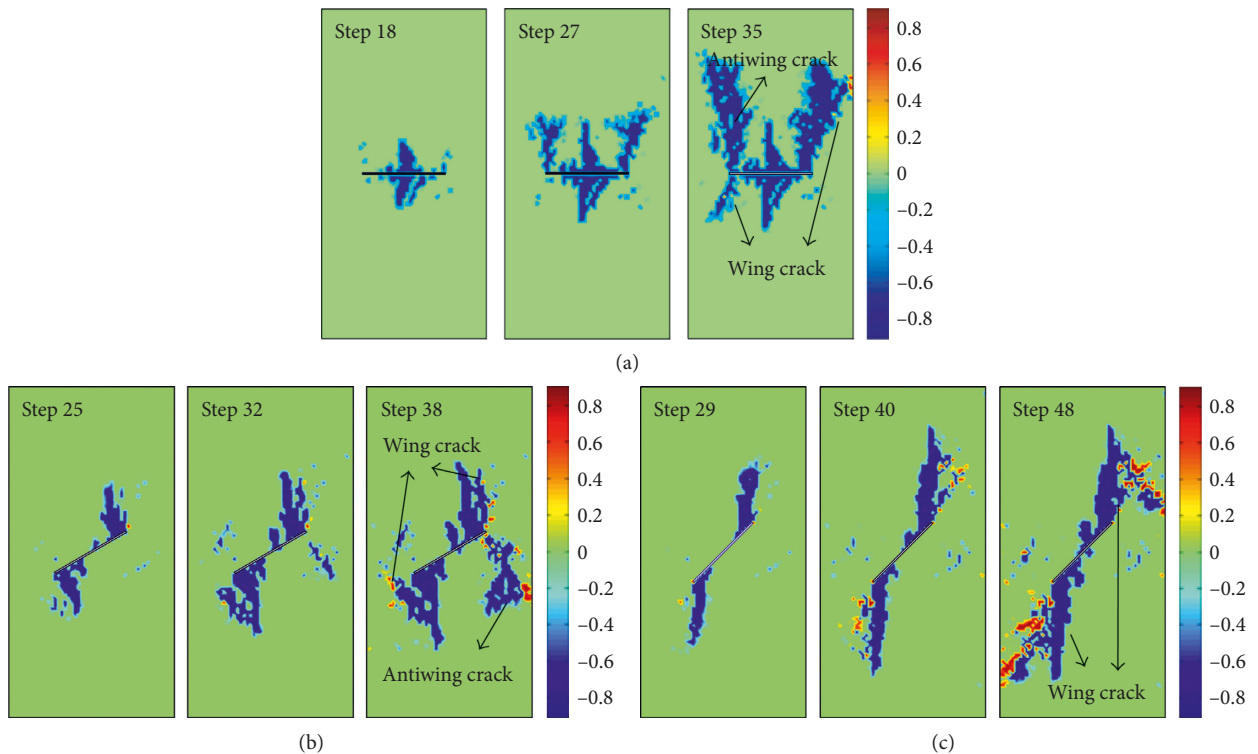 Step 18
Step 27
Step 35
Antiwing crack
Wing crack
0.8
0.6
0.4
0.2
0
−0.2
−0.4
−0.6
−0.8
(a)
Step 25
Step 32
Step 38
Wing crack
Antiwing crack
0.8
0.6
0.4
0.2
0
−0.2
−0.4
−0.6
−0.8
(b)
Step 29
Step 40
Step 48
Wing crack
0.8
0.6
0.4
0.2
0
−0.2
−0.4
−0.6
−0.8
(c)